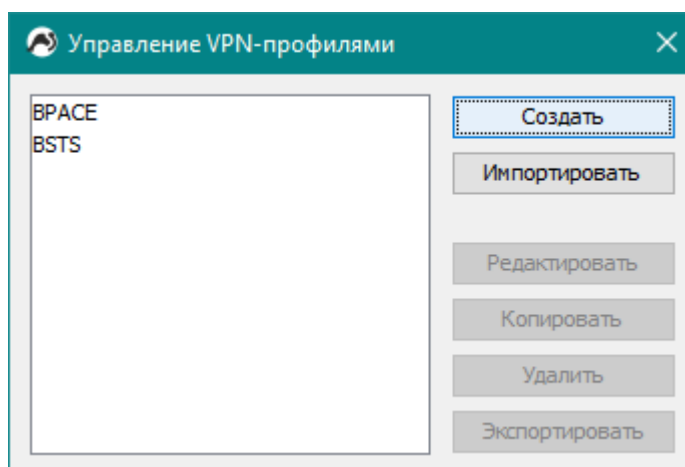 Управление VPN-профилями
BPACE
BSTS
Создать
Импортировать
Редактировать
Копировать
Удалить
Экспортировать